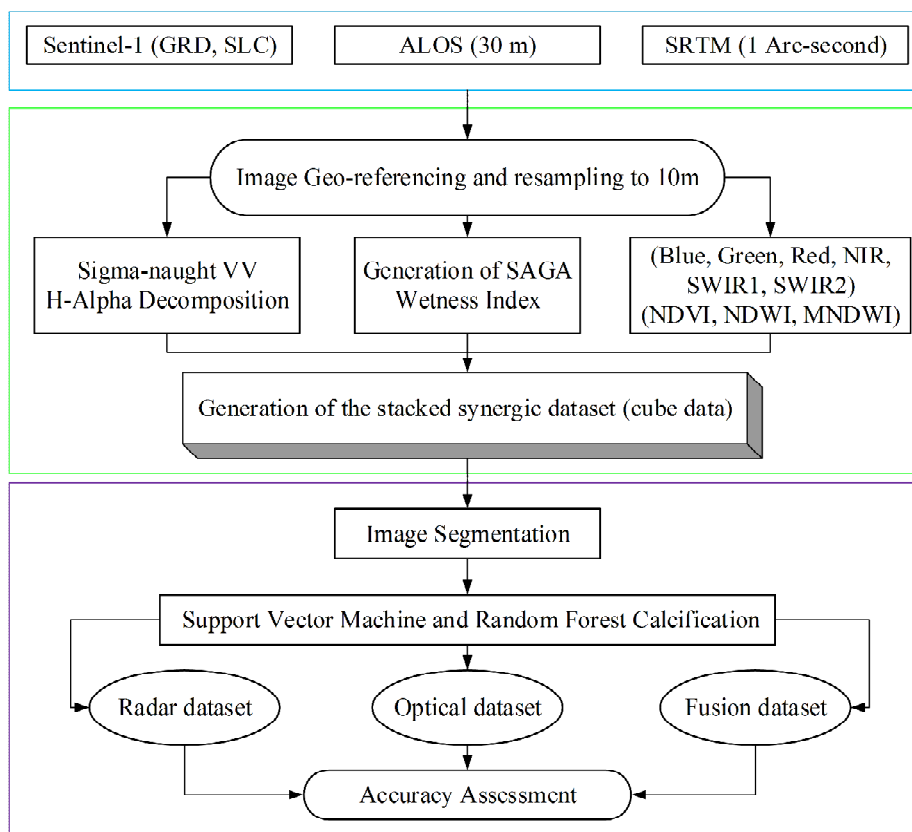 Sentinel-1 (GRD, SLC)
ALOS (30 m)
SRTM (1 Arc-second)
Image Geo-referencing and resampling to 10m
Sigma-naught VV
H-Alpha Decomposition
Generation of SAGA
Wetness Index
(Blue, Green, Red, NIR,
SWIR1, SWIR2)
(NDVI, NDWI, MNDWI)
Generation of the stacked synergic dataset (cube data)
Image Segmentation
Support Vector Machine and Random Forest Calcification
Radar dataset
Optical dataset
Fusion dataset
Accuracy Assessment